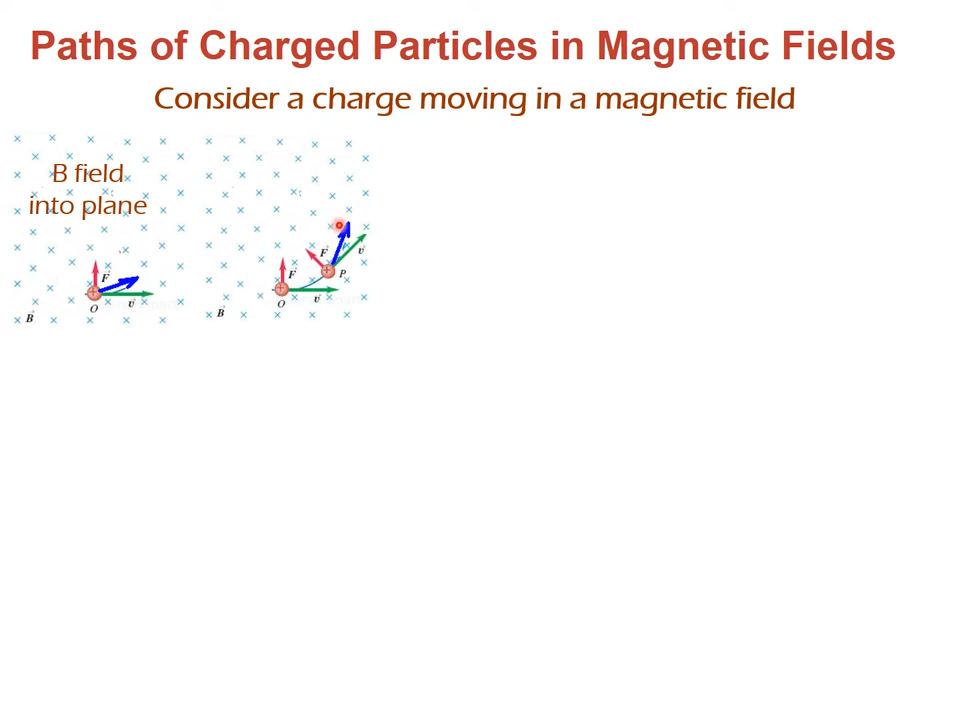 Paths of Charged Particles in Magnetic Fields
Consider a charge moving in a magnetic field
B field
into plane
F
v
O
B
F
v
O
F
v
P
B